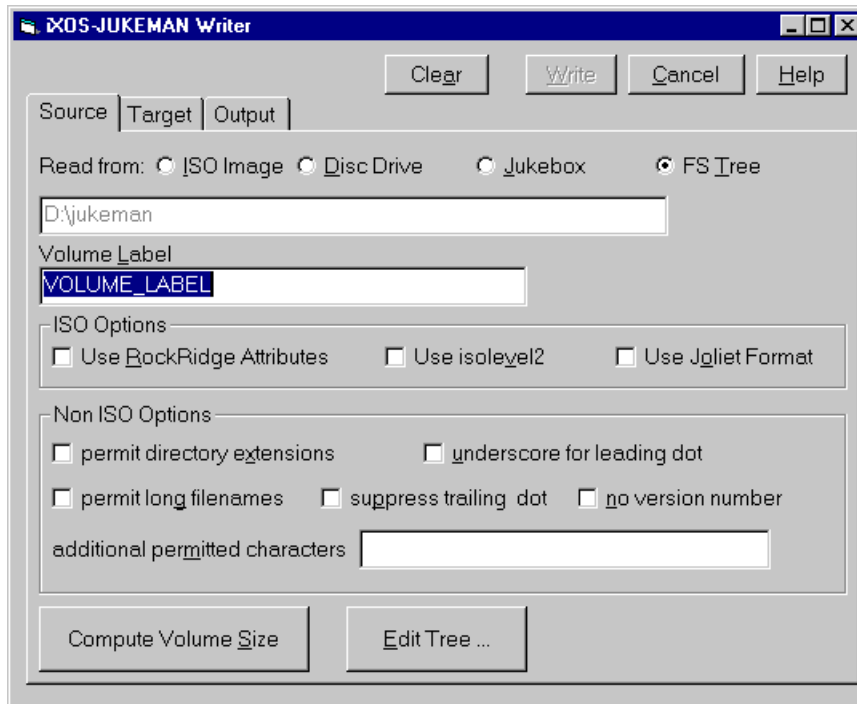 iXOS-JUKEMAN Writer
Clear Write Cancel Help
Source Target Output
Read from: ISO Image Disc Drive Jukebox FS Tree
D:\jukeman
Volume Label
VOLUME_LABEL
ISO Options
Use RockRidge Attributes Use isolevel2 Use Joliet Format
Non ISO Options
permit directory extensions underscore for leading dot
permit long filenames suppress trailing dot no version number
additional permitted characters
Compute Volume Size Edit Tree ...